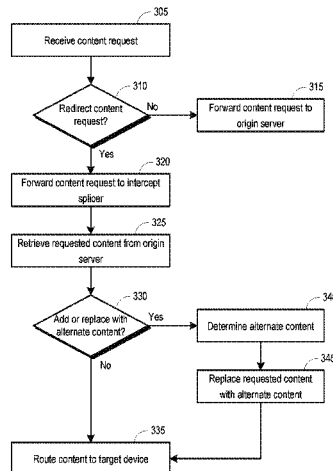 305
Receive content request
310
Redirect content
request?
No
315
Forward content request to
origin server
Yes
320
Forward content request to intercept
splicer
325
Retrieve requested content from origin
server
330
Add or replace with
alternate content?
Yes
Determine alternate content
No
345
Replace requested content
with alternate content
335
Route content to target device